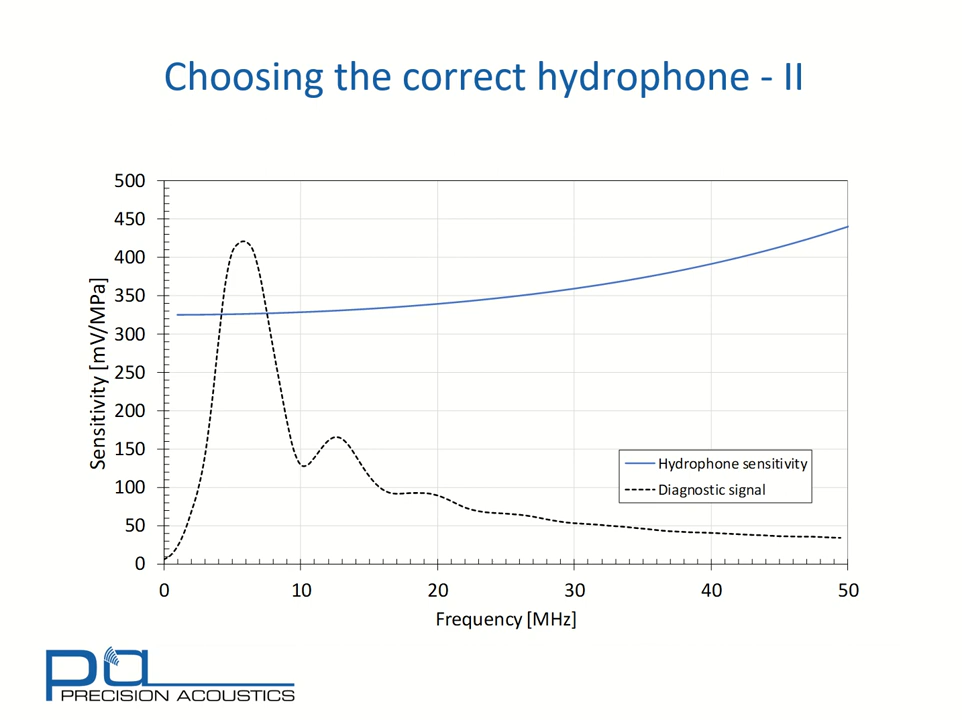 Choosing the correct hydrophone - II
500
450
400
350
300
250
200
150
100
50
0
Sensitivity [mV/MPa]
Hydrophone sensitivity
Diagnostic signal
0 10 20 30 40 50
Frequency [MHz]
pa
PRECISION ACOUSTICS